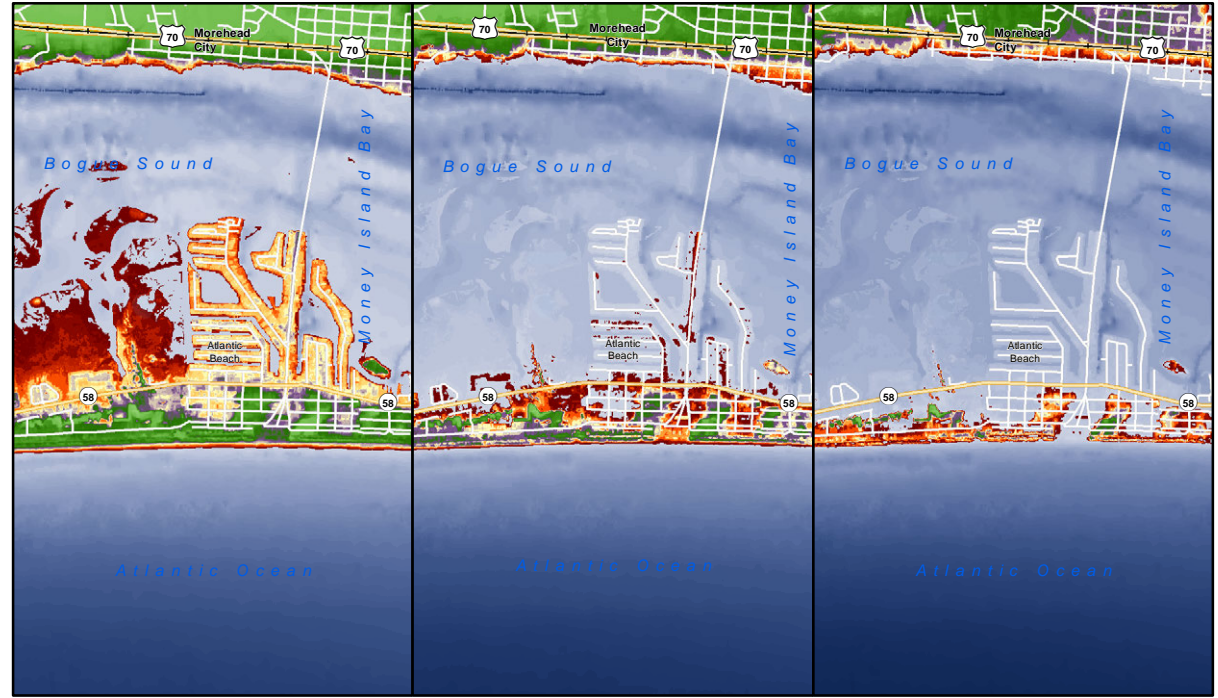 70
Morehead
City
70
Bogue Sound
Money Island Bay
Atlantic
Beach
58
58
Atlantic Ocean
70
Morehead
City
70
Bogue Sound
Money Island Bay
Atlantic
Beach
58
58
Atlantic Ocean
70
Morehead
City
70
Bogue Sound
Money Island Bay
Atlantic
Beach
58
58
Atlantic Ocean